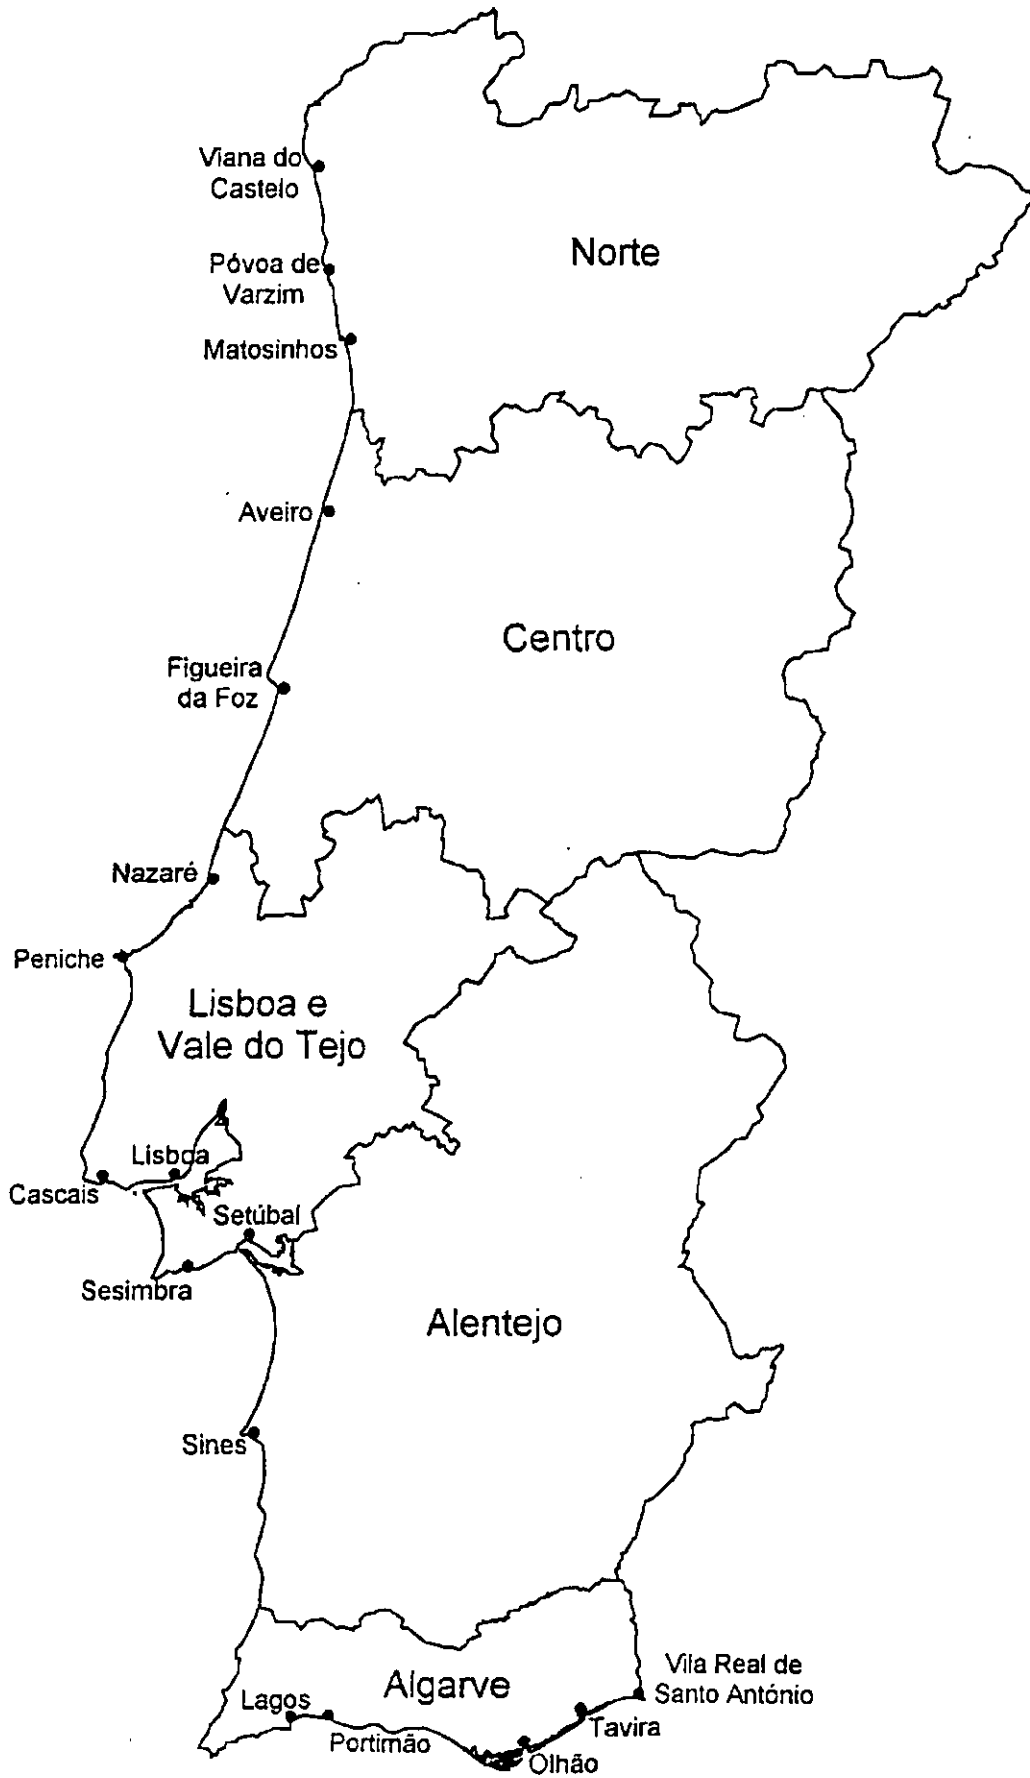 Viana do
Castelo
Norte
Póvoa de
Varzim
Matosinhos
Aveiro
Centro
Figueira
da Foz
Nazaré
Peniche
Lisboa e
Vale do Tejo
Lisboa
Cascais
Setúbal
Sesimbra
Alentejo
Sines
Vila Real de
Santo António
Algarve
Lagos
Tavira
Portimão
Olhão